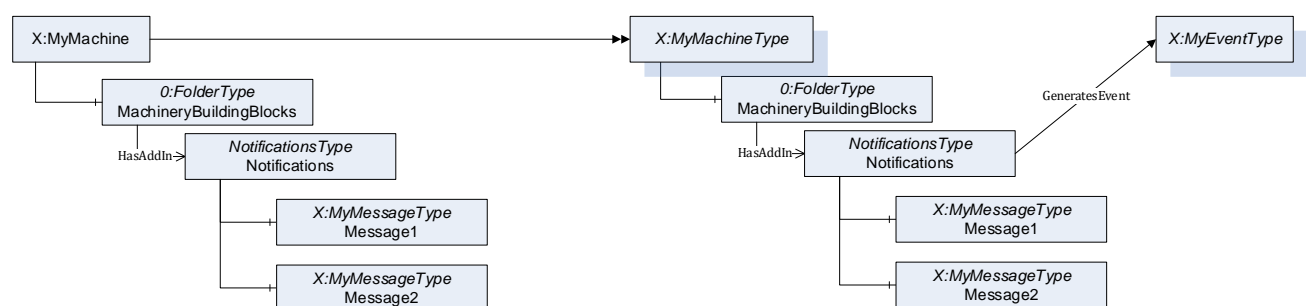 X:MyMachine
X:MyMachineType
X:MyEventType
0:FolderType
MachineryBuildingBlocks
0:FolderType
MachineryBuildingBlocks
GeneratesEvent
HasAddIn
NotificationsType
Notifications
HasAddIn
NotificationsType
Notifications
X:MyMessageType
Message1
X:MyMessageType
Message1
X:MyMessageType
Message2
X:MyMessageType
Message2